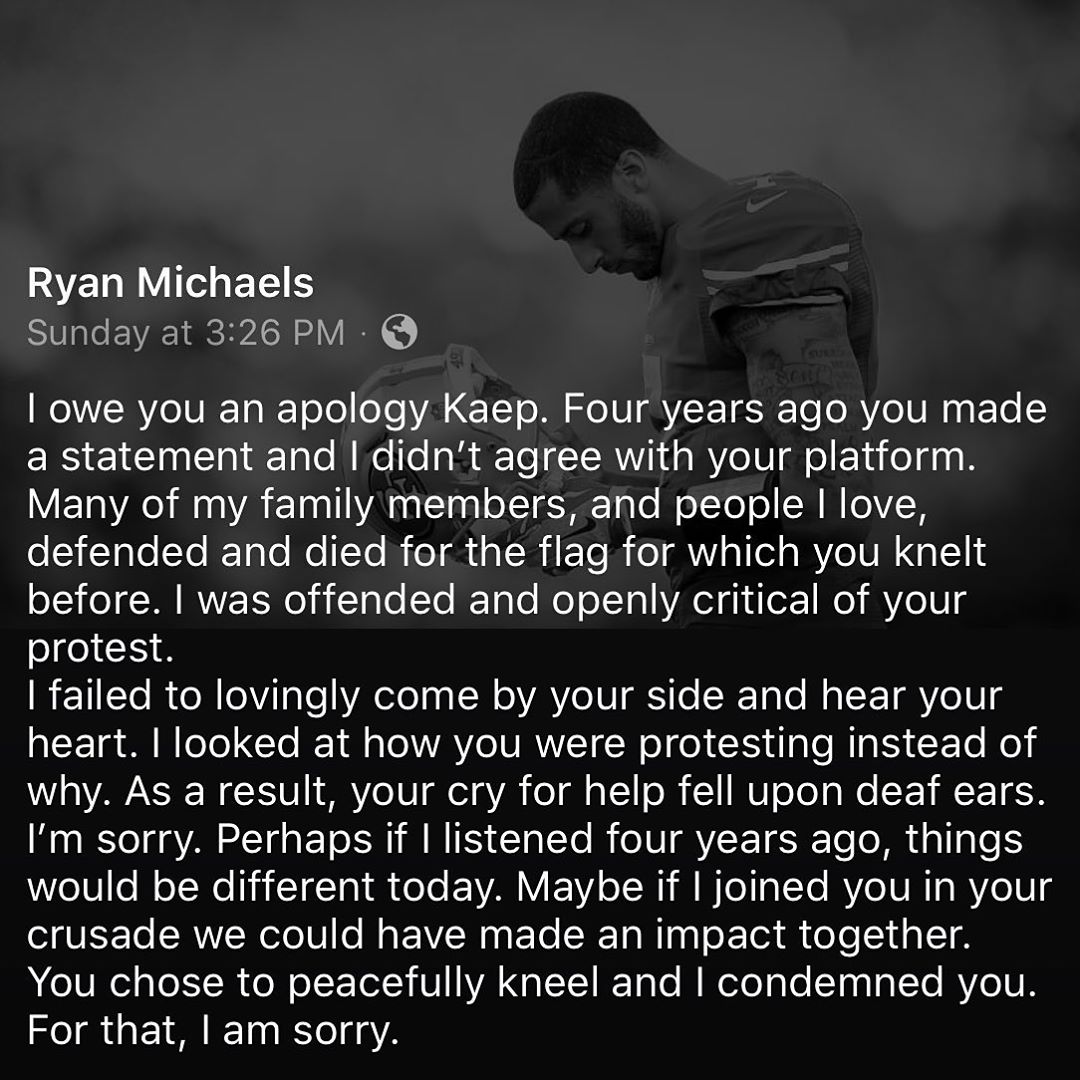 Ryan Michaels
Sunday at 3:26 PM ·
I owe you an apology Kaep. Four years ago you made
a statement and I didn’t agree with your platform.
Many of my family members, and people I love,
defended and died for the flag for which you knelt
before. I was offended and openly critical of your
protest.
I failed to lovingly come by your side and hear your
heart. I looked at how you were protesting instead of
why. As a result, your cry for help fell upon deaf ears.
I’m sorry. Perhaps if I listened four years ago, things
would be different today. Maybe if I joined you in your
crusade we could have made an impact together.
You chose to peacefully kneel and I condemned you.
For that, I am sorry.